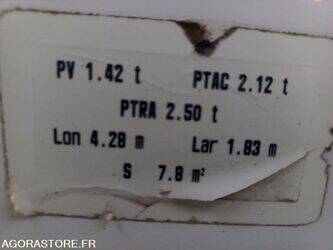 PV 1.42 t PTAC 2.12 t
PTRA 2.50 t
Lon 4.28 m Lar 1.83 m
S 7.8 m²
AGORASTORE.FR